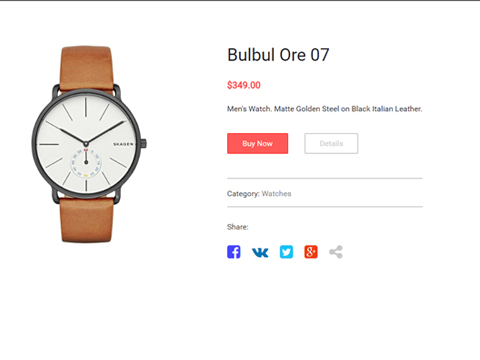 Bulbul Ore 07
$349.00
Men's Watch. Matte Golden Steel on Black Italian Leather.
Buy Now
Details
SKAGEN
Category: Watches
Share: